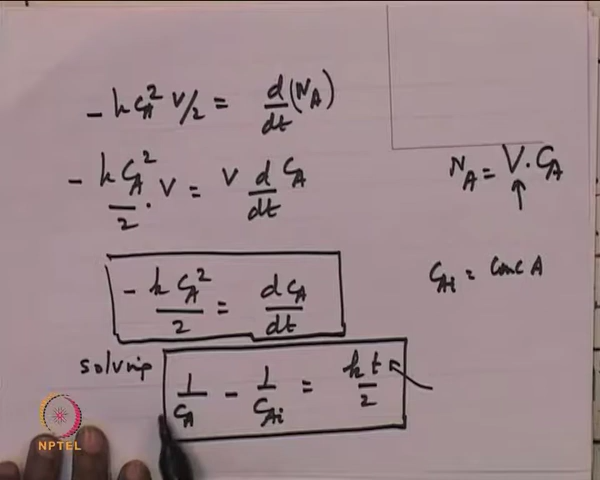 - k C_A^2 V/2 = d/dt (N_A)
- k C_A^2 / 2 · V = V d/dt C_A
N_A = V · C_A
- k C_A^2 / 2 = d C_A / dt
C_Ai = Conc A
solving 1/C_A - 1/C_Ai = k t / 2
NPTEL